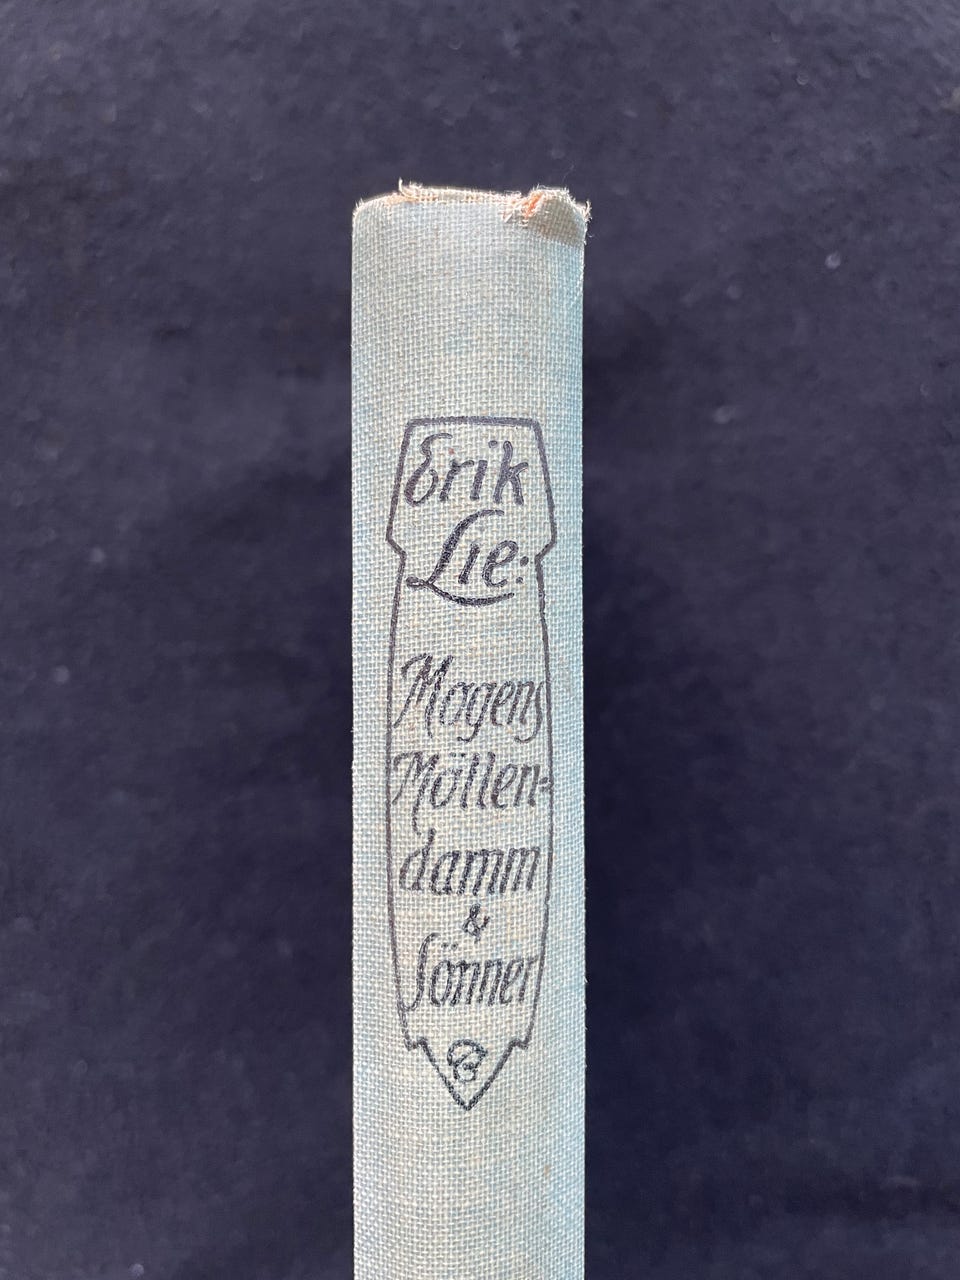 Erik
Lie:
Mogens
Möllen-
damm
&
Sönner